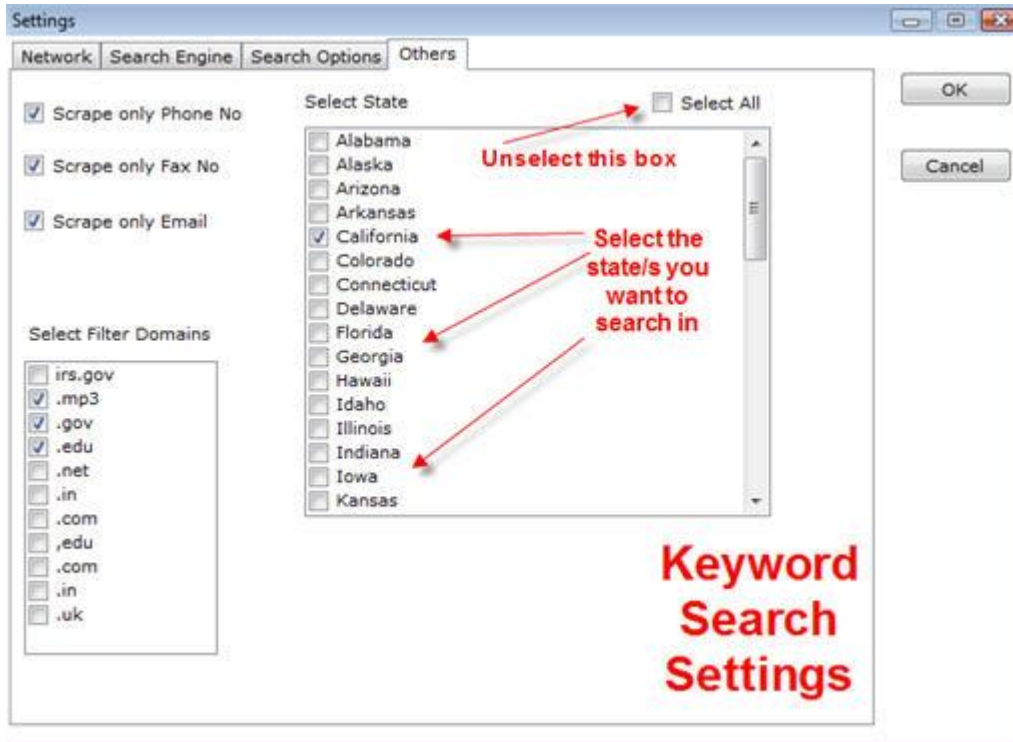 Settings
Network
Search Engine
Search Options
Others
Scrape only Phone No
Scrape only Fax No
Scrape only Email
Select Filter Domains
irs.gov
.mp3
.gov
.edu
.net
.in
.com
,edu
.com
.in
.uk
Select State
Select All
Alabama
Alaska
Arizona
Arkansas
California
Colorado
Connecticut
Delaware
Florida
Georgia
Hawaii
Idaho
Illinois
Indiana
Iowa
Kansas
Unselect this box
Select the
state/s you
want to
search in
Keyword
Search
Settings
OK
Cancel